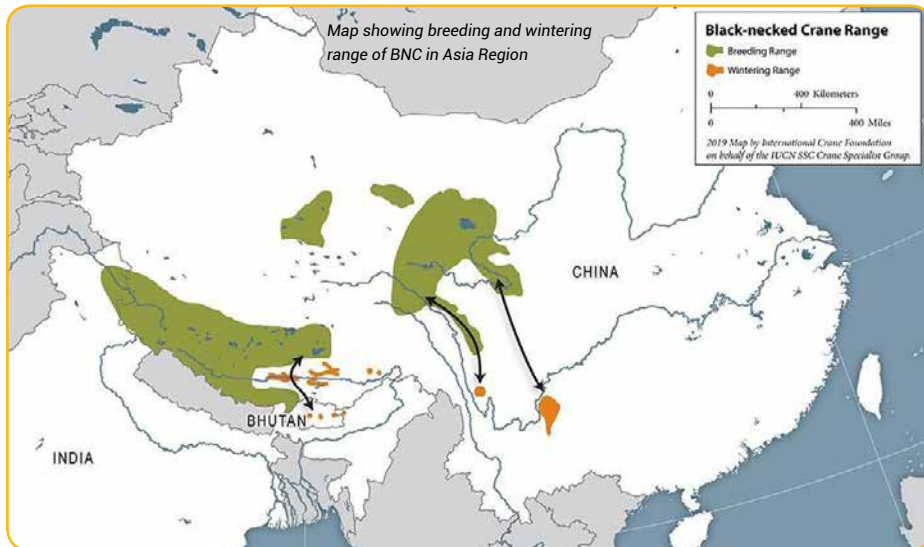 Map showing breeding and wintering
range of BNC in Asia Region
Black-necked Crane Range
Breeding Range
Wintering Range
0 400 Kilometers
0 400 Miles
2019 Map by International Crane Foundation
on behalf of the IUCN SSC Crane Specialist Group.
CHINA
BHUTAN
INDIA